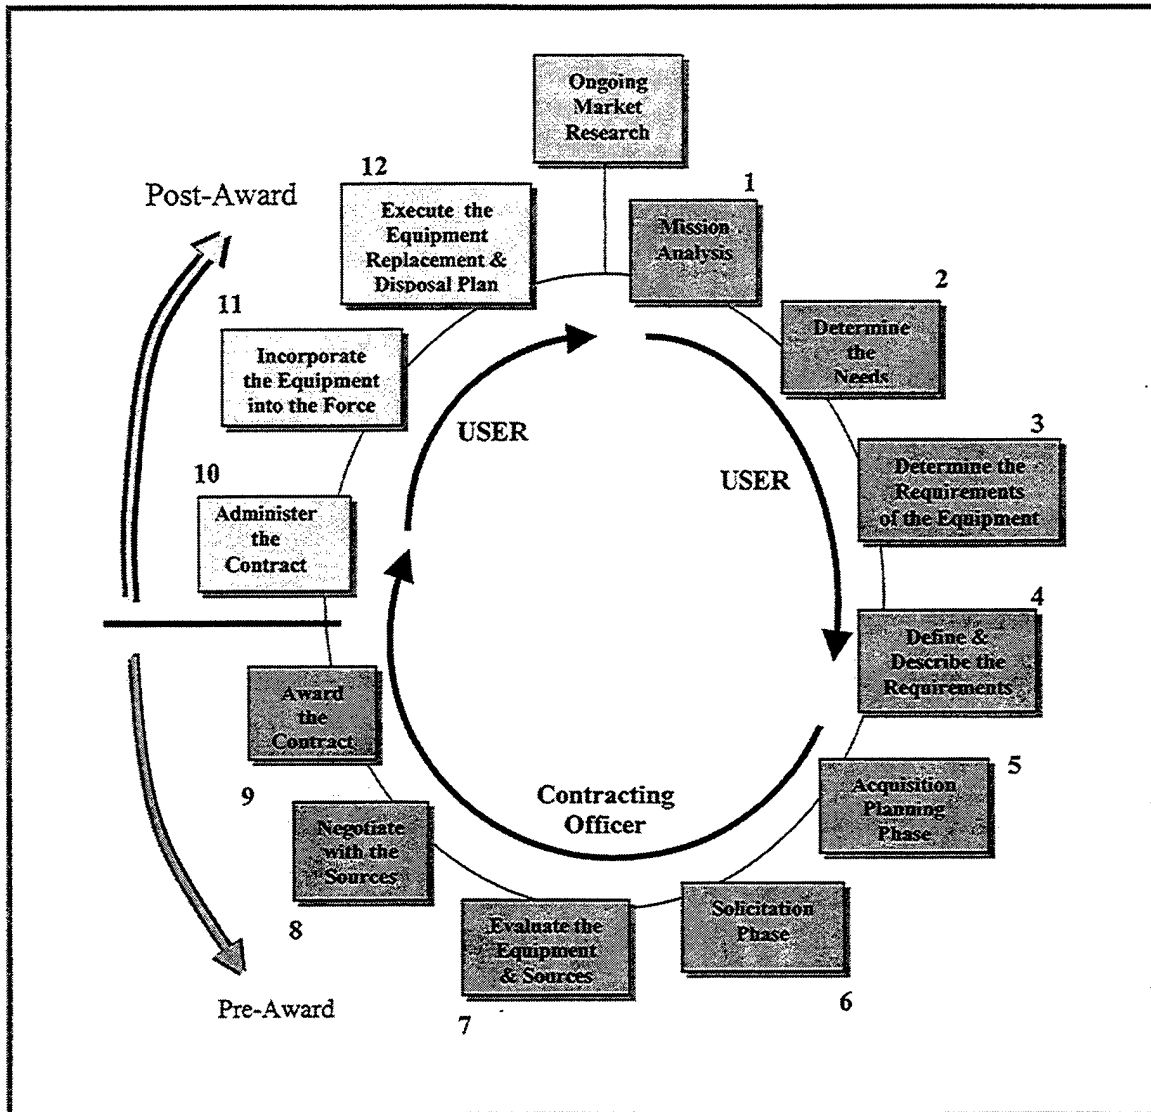 Ongoing
Market
Research
1
Mission
Analysis
2
Determine
the
Needs
3
Determine the
Requirements
of the Equipment
4
Define &
Describe the
Requirements
5
Acquisition
Planning
Phase
6
Solicitation
Phase
7
Evaluate the
Equipment
& Sources
8
Negotiate
with the
Sources
9
Award
the
Contract
10
Administer
the
Contract
11
Incorporate
the Equipment
into the Force
12
Execute the
Equipment
Replacement &
Disposal Plan
Post-Award
Pre-Award
USER
USER
Contracting
Officer